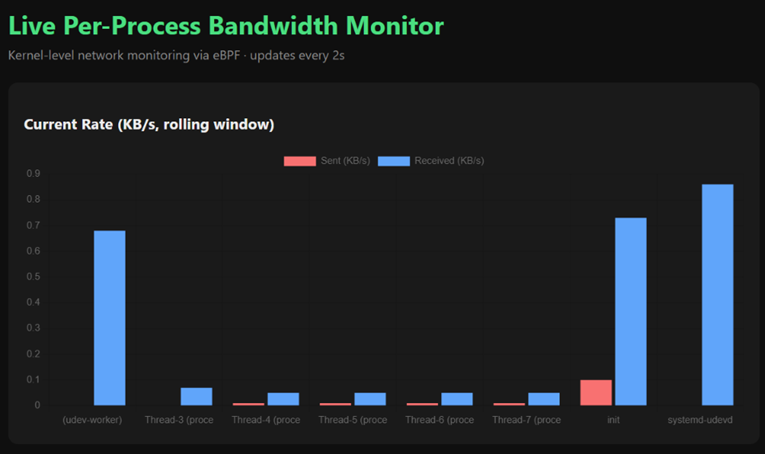 Live Per-Process Bandwidth Monitor
Kernel-level network monitoring via eBPF · updates every 2s
Current Rate (KB/s, rolling window)
Sent (KB/s) Received (KB/s)
0.9
0.8
0.7
0.6
0.5
0.4
0.3
0.2
0.1
0
(udev-worker) Thread-3 (proce Thread-4 (proce Thread-5 (proce Thread-6 (proce Thread-7 (proce init systemd-udevd